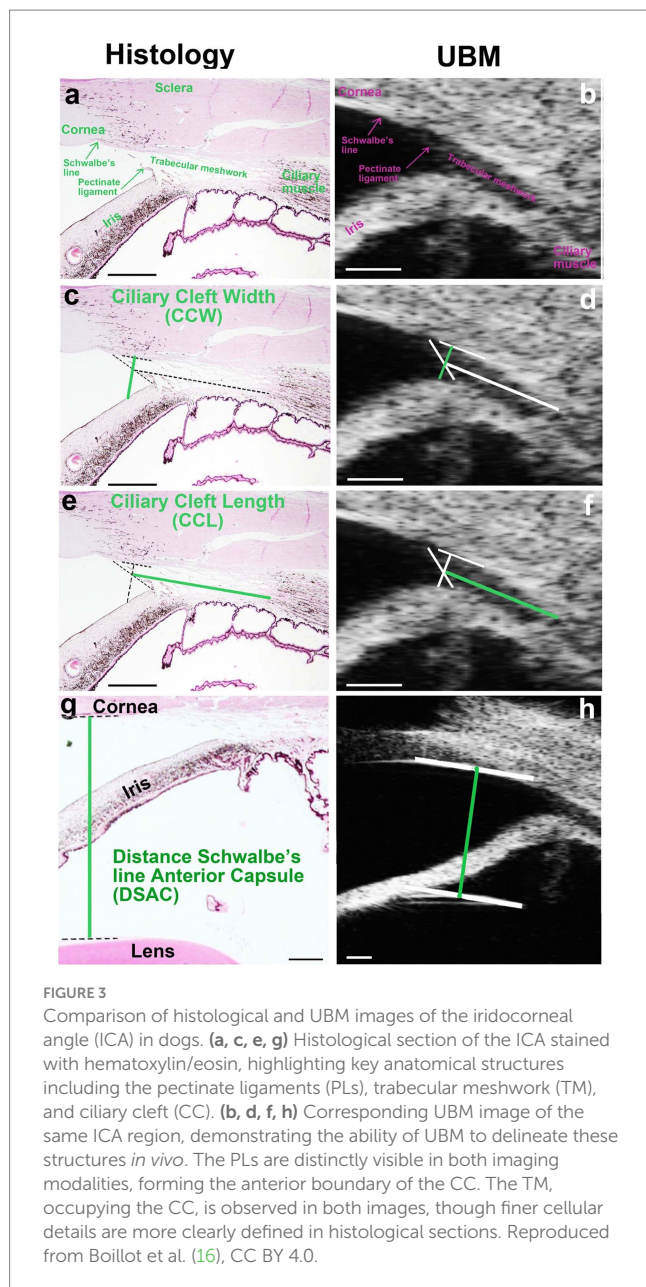 Histology
UBM
a
Sclera
Cornea
Schwalbe's
line
Pectinate
ligament
Trabecular meshwork
Ciliary
muscle
Iris
b
Cornea
Schwalbe's
line
Pectinate
ligament
Trabecular meshwork
Iris
Ciliary
muscle
c
Ciliary Cleft Width
(CCW)
d
e
Ciliary Cleft Length
(CCL)
f
g
Cornea
Iris
Distance Schwalbe's
line Anterior Capsule
(DSAC)
Lens
h
FIGURE 3
Comparison of histological and UBM images of the iridocorneal
angle (ICA) in dogs. (a, c, e, g) Histological section of the ICA stained
with hematoxylin/eosin, highlighting key anatomical structures
including the pectinate ligaments (PLs), trabecular meshwork (TM),
and ciliary cleft (CC). (b, d, f, h) Corresponding UBM image of the
same ICA region, demonstrating the ability of UBM to delineate these
structures in vivo. The PLs are distinctly visible in both imaging
modalities, forming the anterior boundary of the CC. The TM,
occupying the CC, is observed in both images, though finer cellular
details are more clearly defined in histological sections. Reproduced
from Boillot et al. (16), CC BY 4.0.